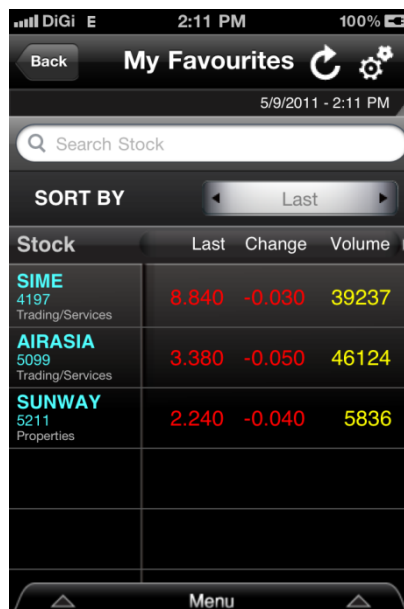 DiGi E 2:11 PM 100%
Back My Favourites
5/9/2011 - 2:11 PM
Search Stock
SORT BY Last
Stock Last Change Volume
SIME
4197 8.840 -0.030 39237
Trading/Services
AIRASIA
5099 3.380 -0.050 46124
Trading/Services
SUNWAY
5211 2.240 -0.040 5836
Properties
Menu